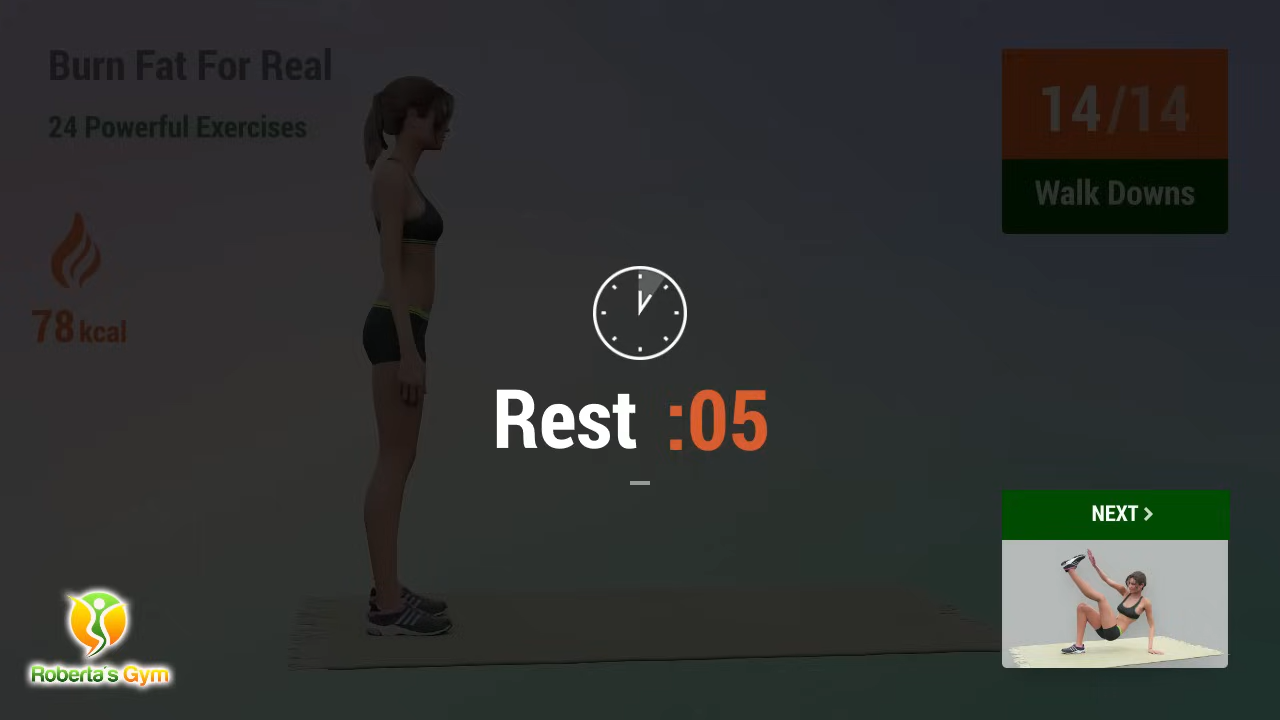 Burn Fat For Real
24 Powerful Exercises
14/14
Walk Downs
78 kcal
Rest :05
NEXT >
Roberta´s Gym